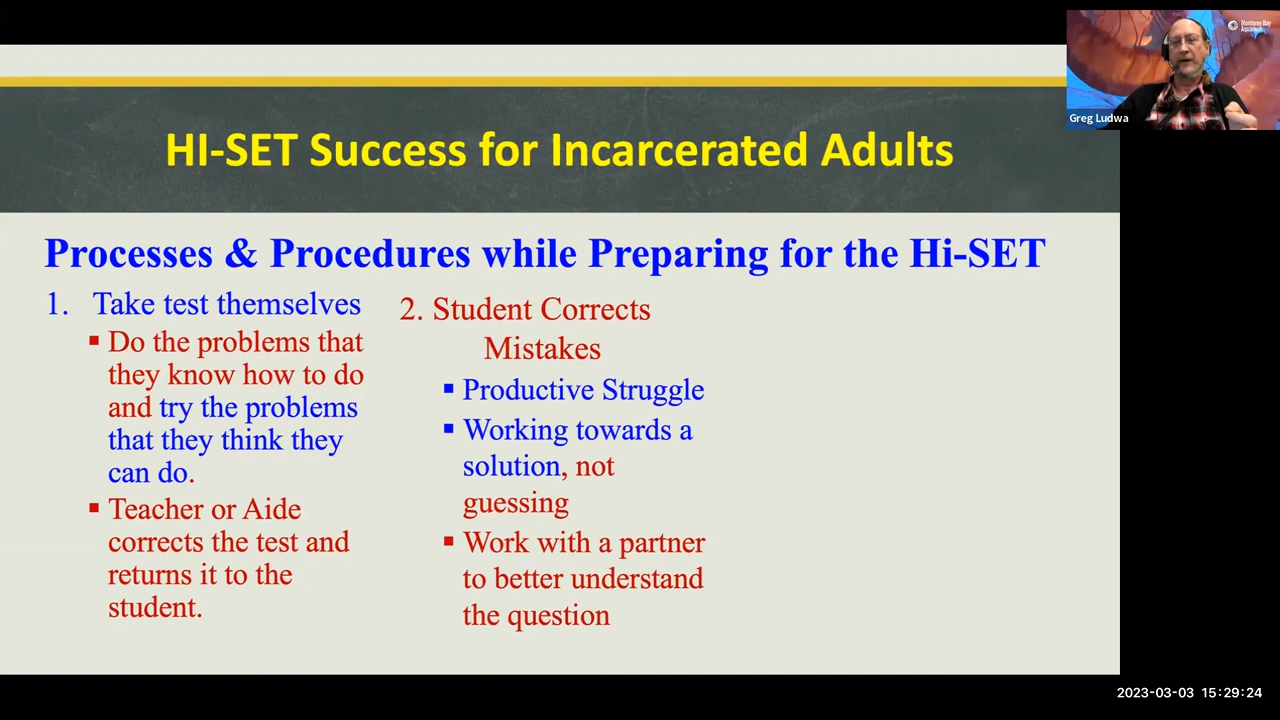 Monterey Bay
Aquarium
Greg Ludwa
HI-SET Success for Incarcerated Adults
Processes & Procedures while Preparing for the Hi-SET
1. Take test themselves
▪ Do the problems that
they know how to do
and try the problems
that they think they
can do.
▪ Teacher or Aide
corrects the test and
returns it to the
student.
2. Student Corrects
Mistakes
▪ Productive Struggle
▪ Working towards a
solution, not
guessing
▪ Work with a partner
to better understand
the question
2023-03-03 15:29:24